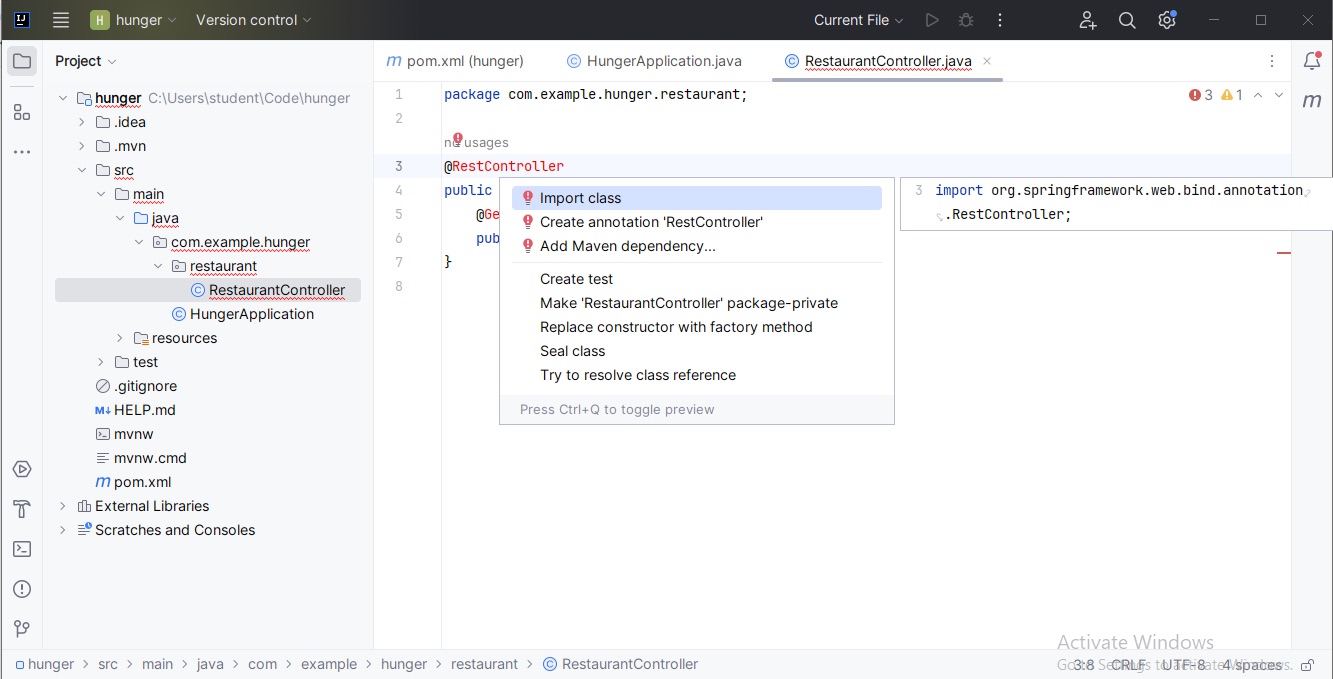 IJ H hunger Version control Current File
Project
pom.xml (hunger) HungerApplication.java RestaurantController.java
hunger C:\Users\student\Code\hunger
.idea
.mvn
src
main
java
com.example.hunger
restaurant
RestaurantController
HungerApplication
resources
test
.gitignore
M↓ HELP.md
mvnw
mvnw.cmd
m pom.xml
External Libraries
Scratches and Consoles
1 package com.example.hunger.restaurant;
3 1
2
usages
3 @RestController
4 public
5 @Ge
6 pub
7 }
8
Import class
Create annotation 'RestController'
Add Maven dependency...
Create test
Make 'RestaurantController' package-private
Replace constructor with factory method
Seal class
Try to resolve class reference
Press Ctrl+Q to toggle preview
3 import org.springframework.web.bind.annotation
.RestController;
m
Activate Windows
Go to Settings to activate Windows.
hunger > src > main > java > com > example > hunger > restaurant > RestaurantController
3:8 CRLF UTF-8 4 spaces